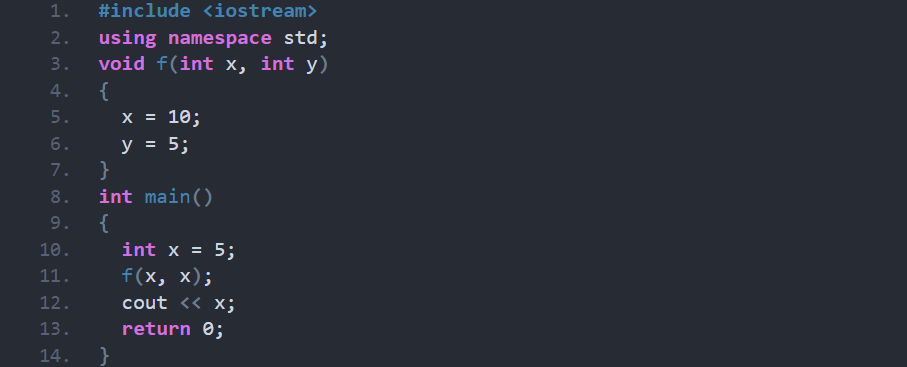 1. #include <iostream>
2. using namespace std;
3. void f(int x, int y)
4. {
5.   x = 10;
6.   y = 5;
7. }
8. int main()
9. {
10.   int x = 5;
11.   f(x, x);
12.   cout << x;
13.   return 0;
14. }